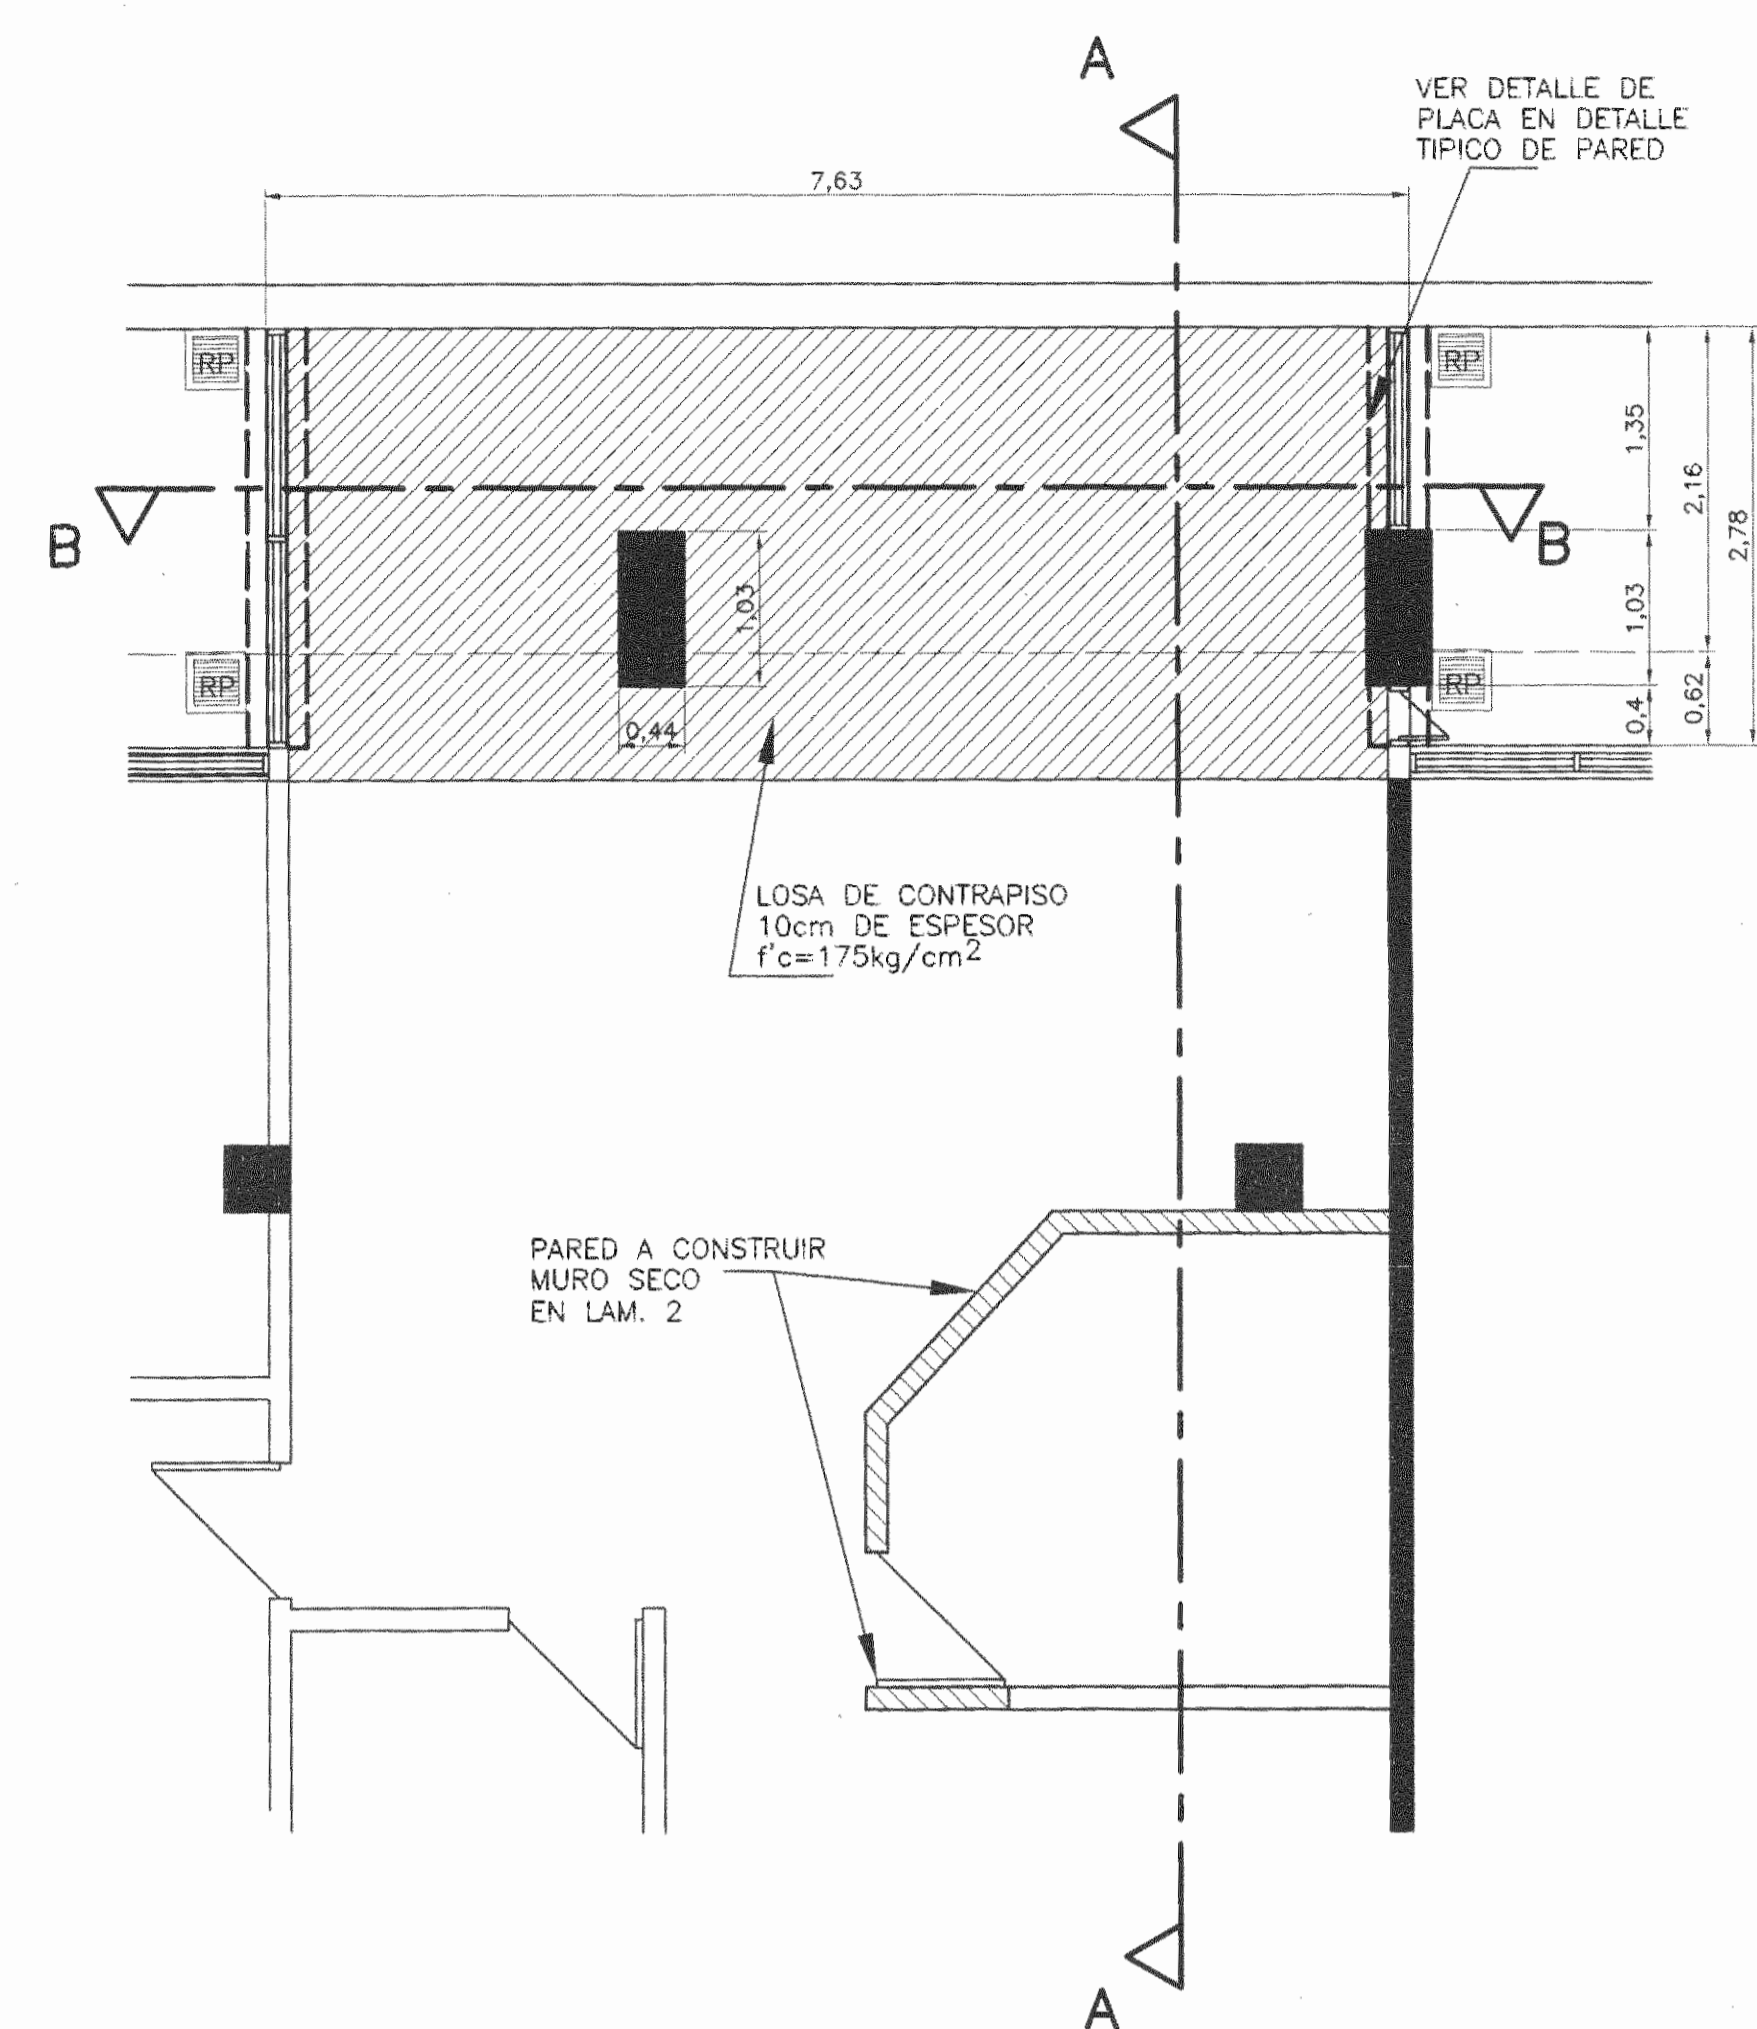 A
VER DETALLE DE
PLACA EN DETALLE
TIPICO DE PARED
7,63
RP
RP
1,35
2,16
2,78
B
B
1,03
1,03
RP
RP
0,44
0,4
0,62
LOSA DE CONTRAPISO
10cm DE ESPESOR
f'c=175kg/cm2
PARED A CONSTRUIR
MURO SECO
EN LAM. 2
A